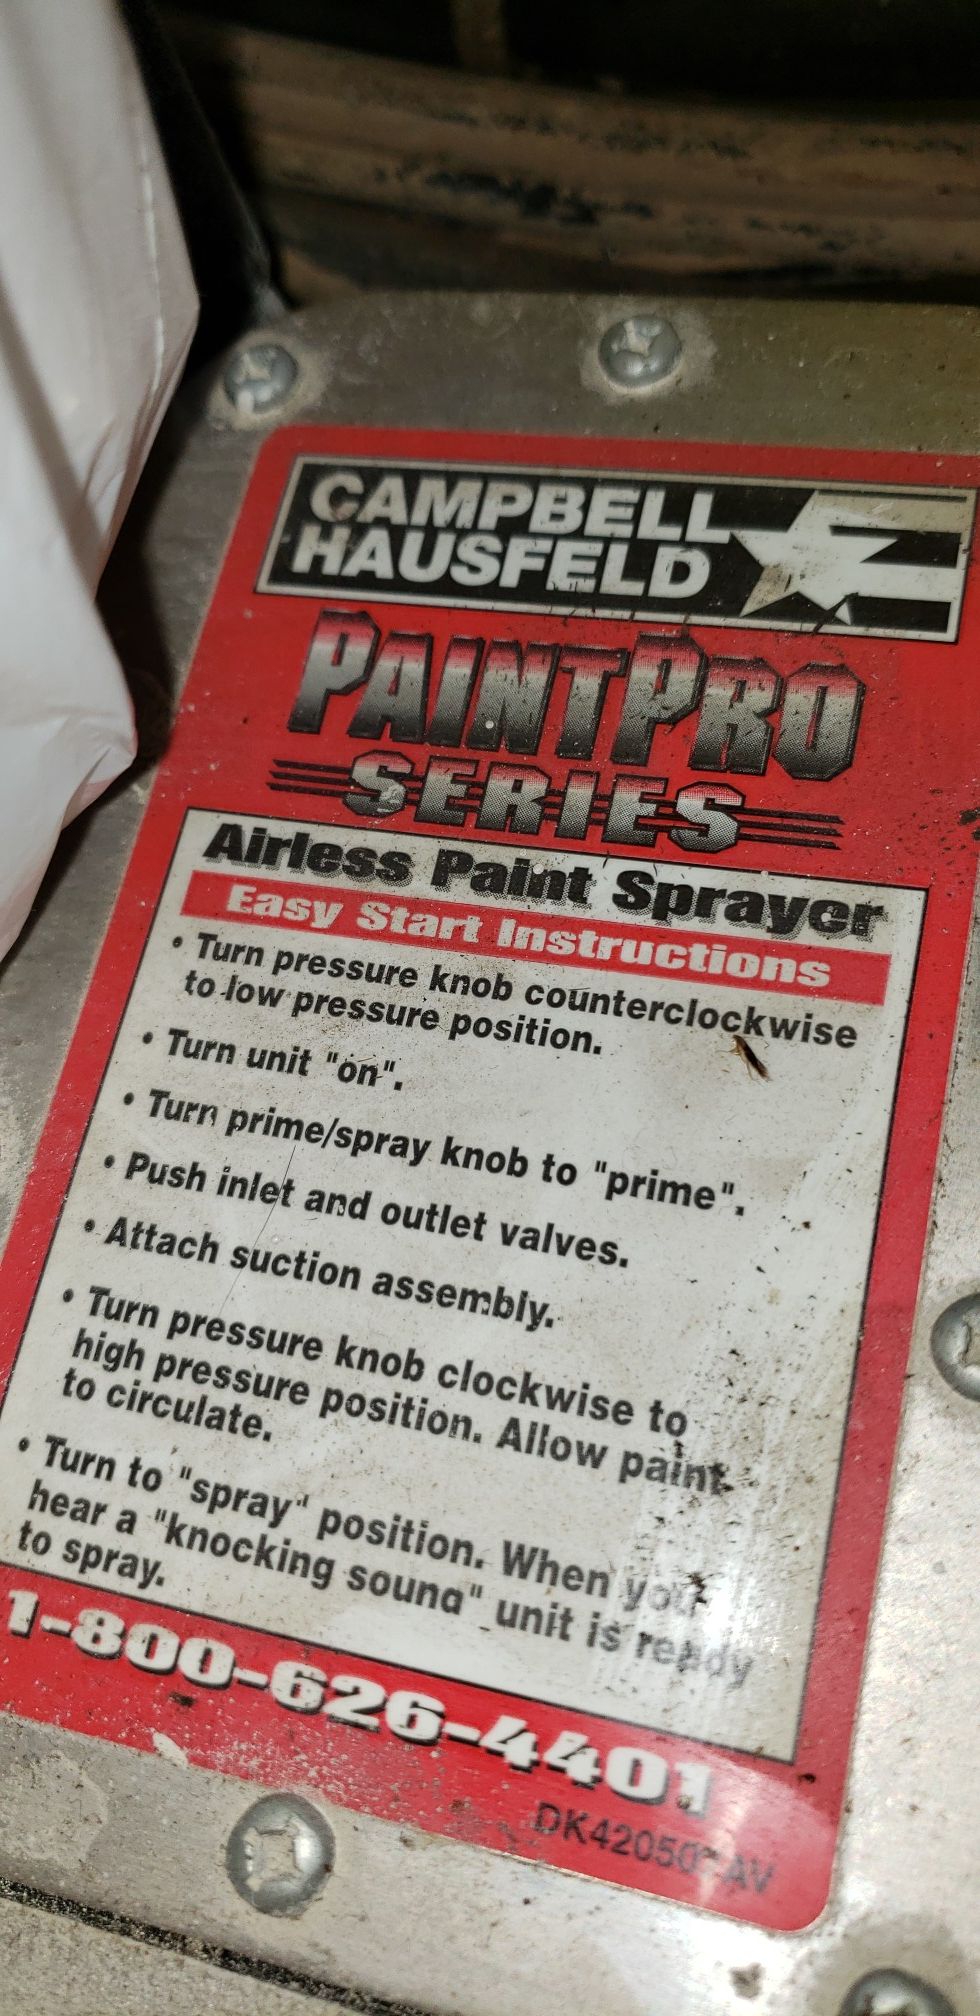 CAMPBELL
HAUSFELD
PAINTPRO
SERIES
Airless Paint Sprayer
Easy Start Instructions
• Turn pressure knob counterclockwise
to low pressure position.
• Turn unit "on".
• Turn prime/spray knob to "prime".
• Push inlet and outlet valves.
• Attach suction assembly.
• Turn pressure knob clockwise to
high pressure position. Allow paint
to circulate.
• Turn to "spray" position. When you
hear a "knocking sound" unit is ready
to spray.
1-800-626-4401